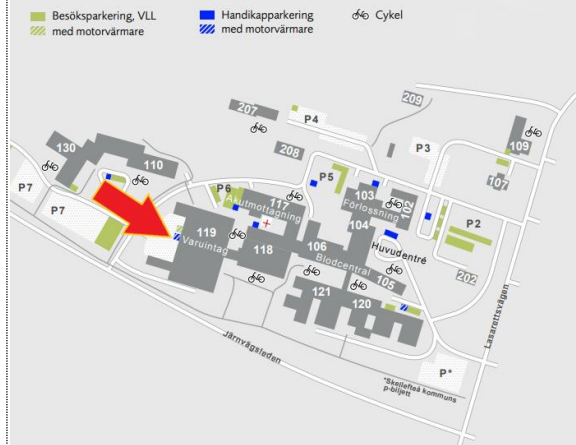 Besöksparkering, VLL
med motorvärmare
Handikapparkering
med motorvärmare
Cykel
207
209
P4
130
208
P3
109
110
P5
107
P7
P6
103
102
P7
117
Akutmottagning
Förlossning
P2
119
104
Varuintag
118
106
Huvudentré
Blodcentral
105
202
121
120
Lasarettsvägen
Järnvägsleden
P*
*Skellefteå kommuns
p-biljett